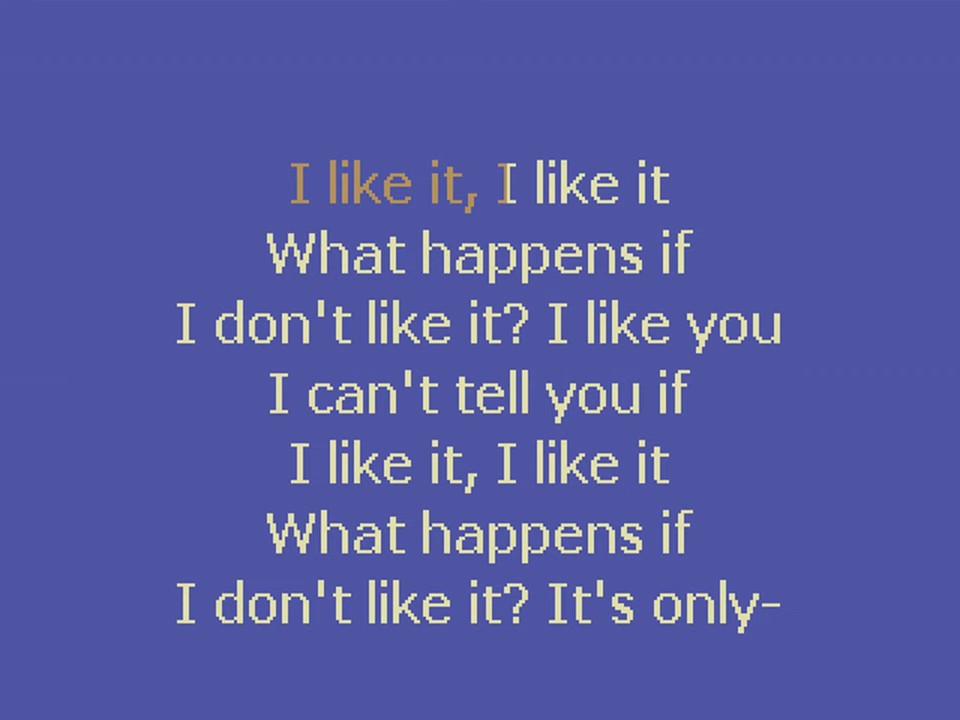 I like it, I like it
What happens if
I don't like it? I like you
I can't tell you if
I like it, I like it
What happens if
I don't like it? It's only-